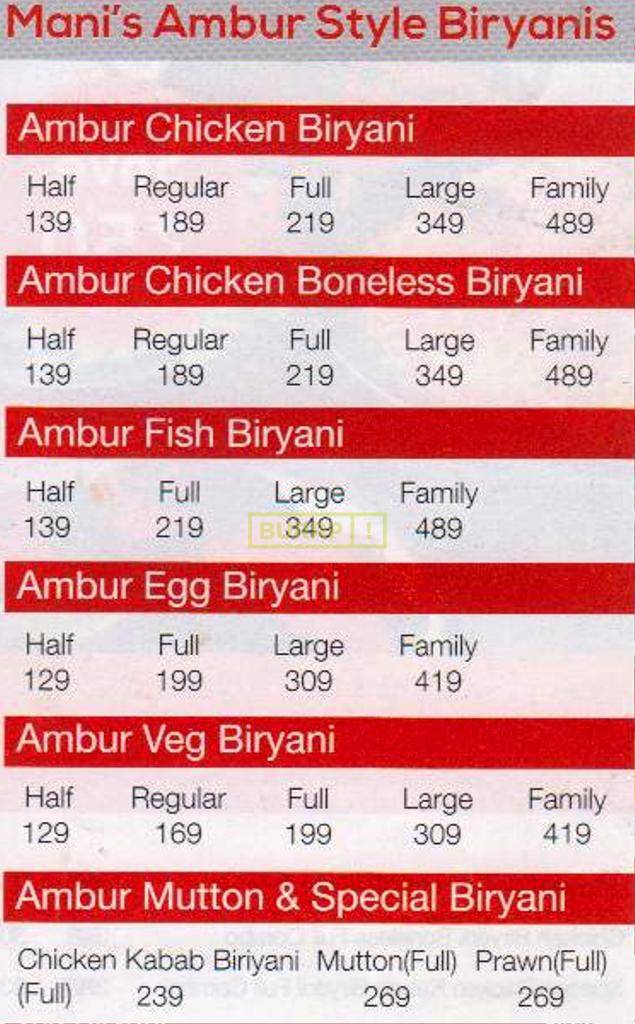 Mani's Ambur Style Biryanis
Ambur Chicken Biryani
Half Regular Full Large Family
139 189 219 349 489
Ambur Chicken Boneless Biryani
Half Regular Full Large Family
139 189 219 349 489
Ambur Fish Biryani
Half Full Large Family
139 219 349 489
Ambur Egg Biryani
Half Full Large Family
129 199 309 419
Ambur Veg Biryani
Half Regular Full Large Family
129 169 199 309 419
Ambur Mutton & Special Biryani
Chicken Kabab Biriyani Mutton(Full) Prawn(Full)
(Full) 239 269 269